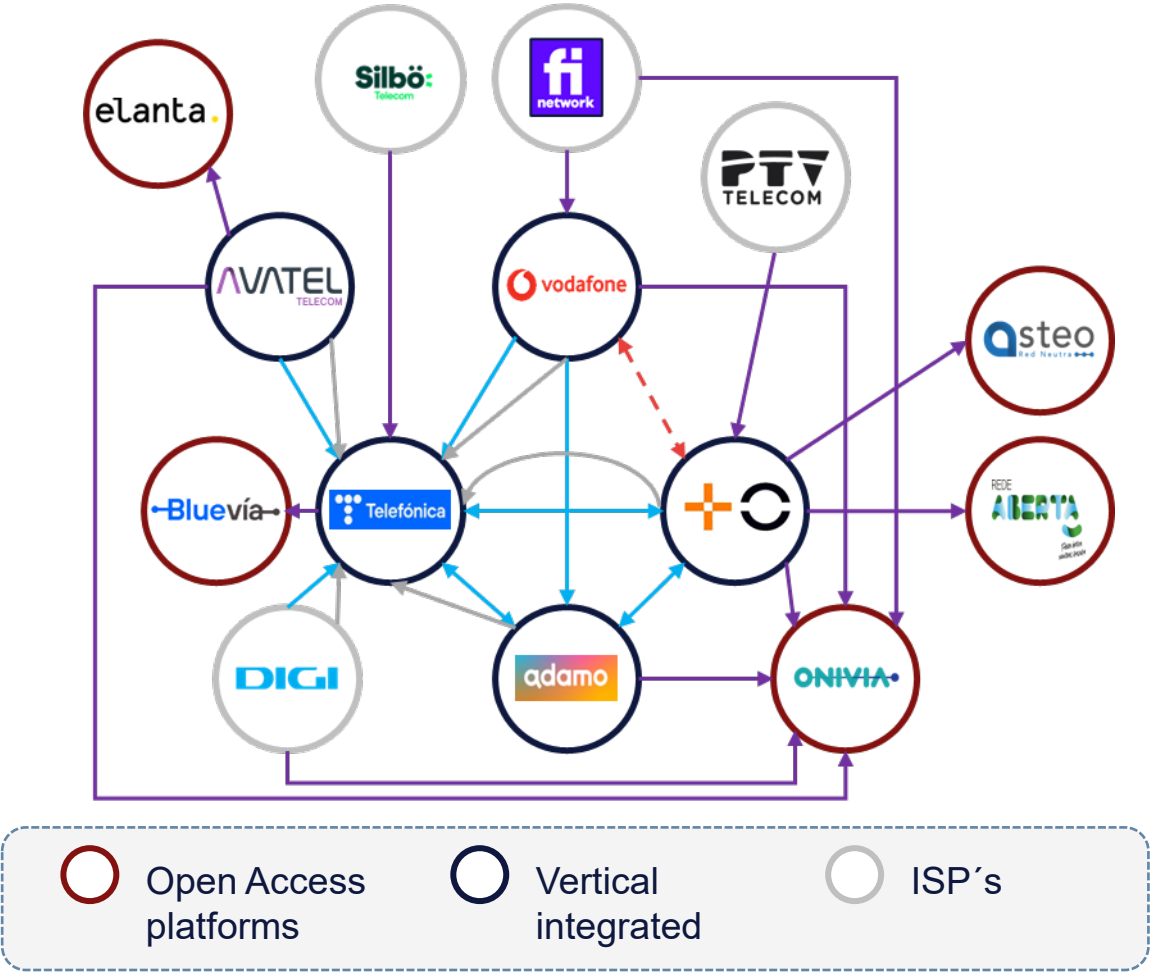 Silbö:
Telecom
fi
network
elanta.
PTV
TELECOM
AVATEL
TELECOM
vodafone
asteo
Red Neutra
Bluevía
Telefónica
REDE
ABERTA
DIGI
adamo
ONIVIA
Open Access
platforms
Vertical
integrated
ISP´s